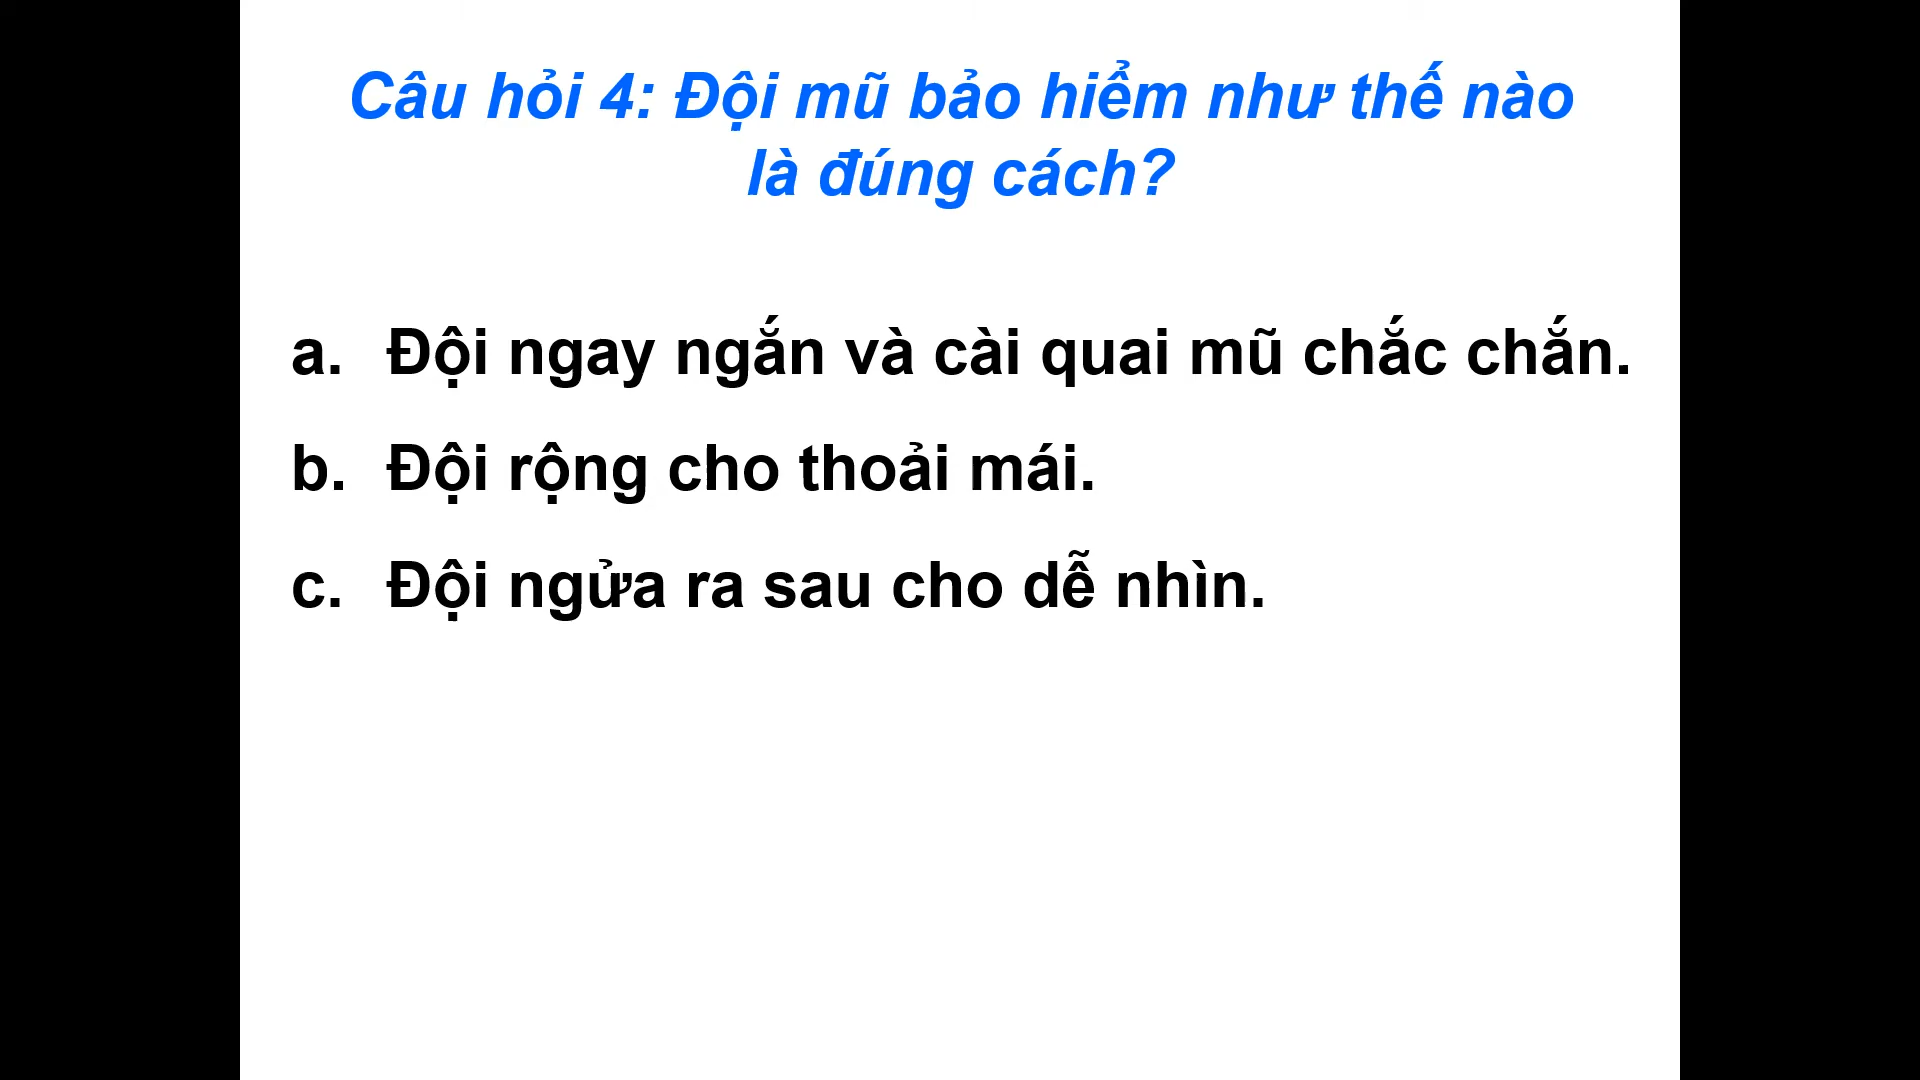 Câu hỏi 4: Đội mũ bảo hiểm như thế nào
là đúng cách?
a. Đội ngay ngắn và cài quai mũ chắc chắn.
b. Đội rộng cho thoải mái.
c. Đội ngửa ra sau cho dễ nhìn.